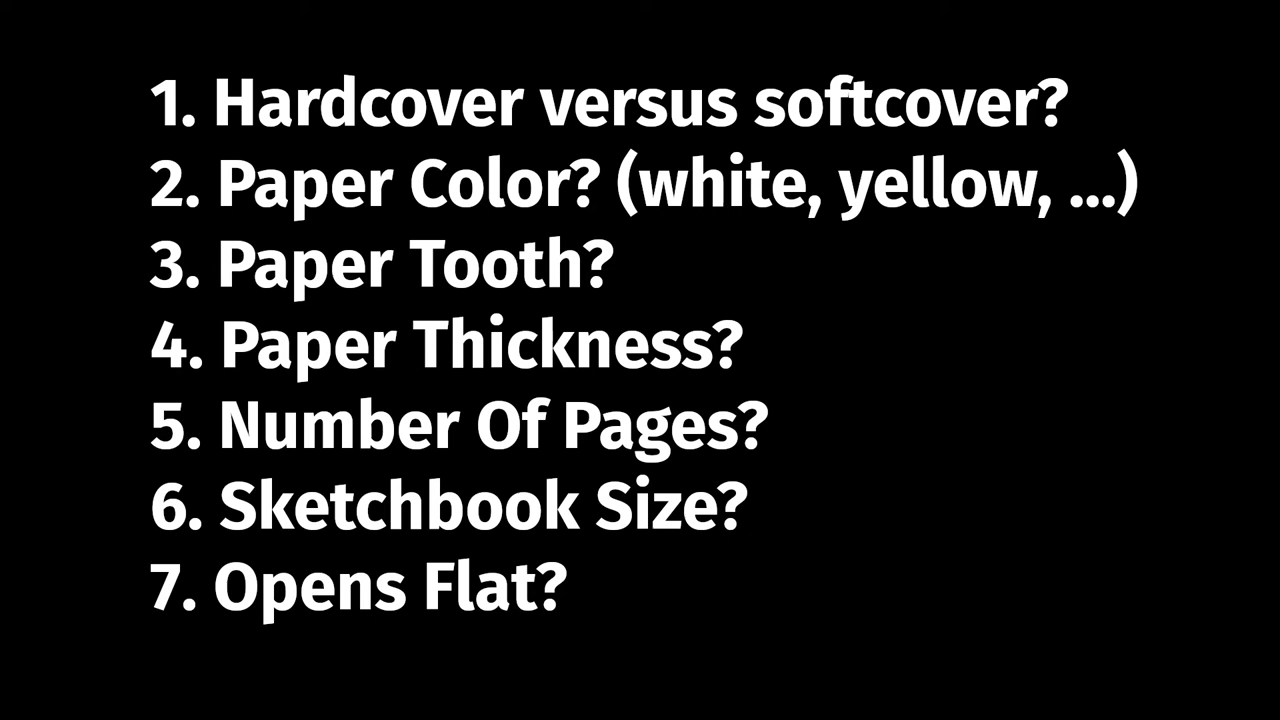 1. Hardcover versus softcover?
2. Paper Color? (white, yellow, ...)
3. Paper Tooth?
4. Paper Thickness?
5. Number Of Pages?
6. Sketchbook Size?
7. Opens Flat?